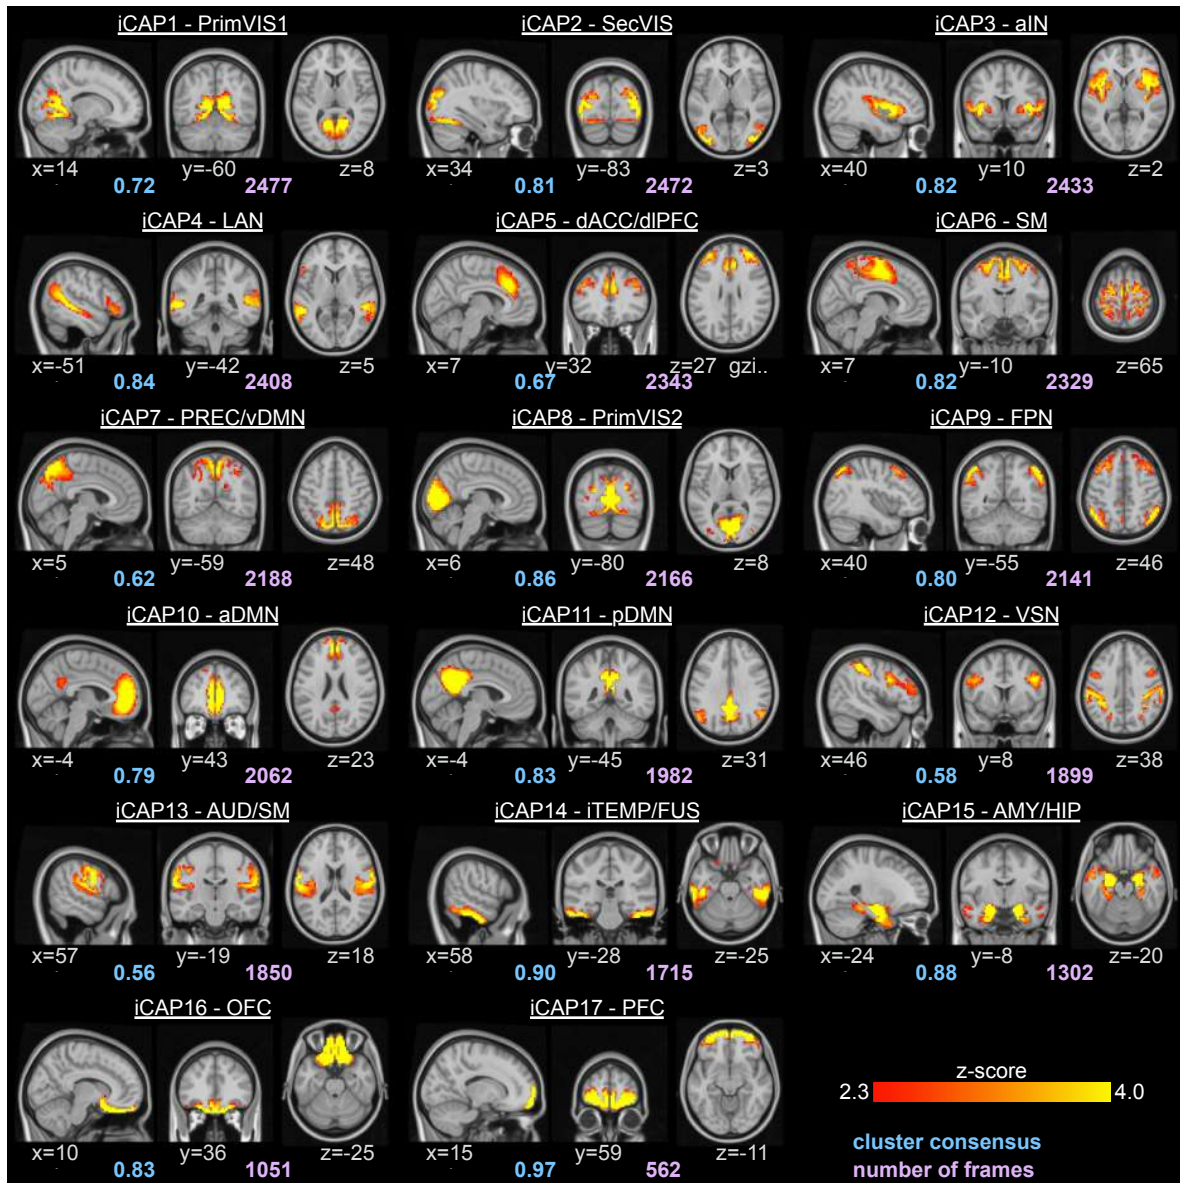 iCAP1 - PrimVIS1 iCAP2 - SecVIS iCAP3 - aIN
x=14 y=-60 z=8 x=34 y=-83 z=3 x=40 y=10 z=2
0.72 2477 0.81 2472 0.82 2433
iCAP4 - LAN iCAP5 - dACC/dlPFC iCAP6 - SM
x=-51 y=-42 z=5 x=7 y=32 z=27 gzi.. x=7 y=-10 z=65
0.84 2408 0.67 2343 0.82 2329
iCAP7 - PREC/vDMN iCAP8 - PrimVIS2 iCAP9 - FPN
x=5 y=-59 z=48 x=6 y=-80 z=8 x=40 y=-55 z=46
0.62 2188 0.86 2166 0.80 2141
iCAP10 - aDMN iCAP11 - pDMN iCAP12 - VSN
x=-4 y=43 z=23 x=-4 y=-45 z=31 x=46 y=8 z=38
0.79 2062 0.83 1982 0.58 1899
iCAP13 - AUD/SM iCAP14 - iTEMP/FUS iCAP15 - AMY/HIP
x=57 y=-19 z=18 x=58 y=-28 z=-25 x=-24 y=-8 z=-20
0.56 1850 0.90 1715 0.88 1302
iCAP16 - OFC iCAP17 - PFC
x=10 y=36 z=-25 x=15 y=59 z=-11
0.83 1051 0.97 562
z-score
2.3 4.0
cluster consensus
number of frames